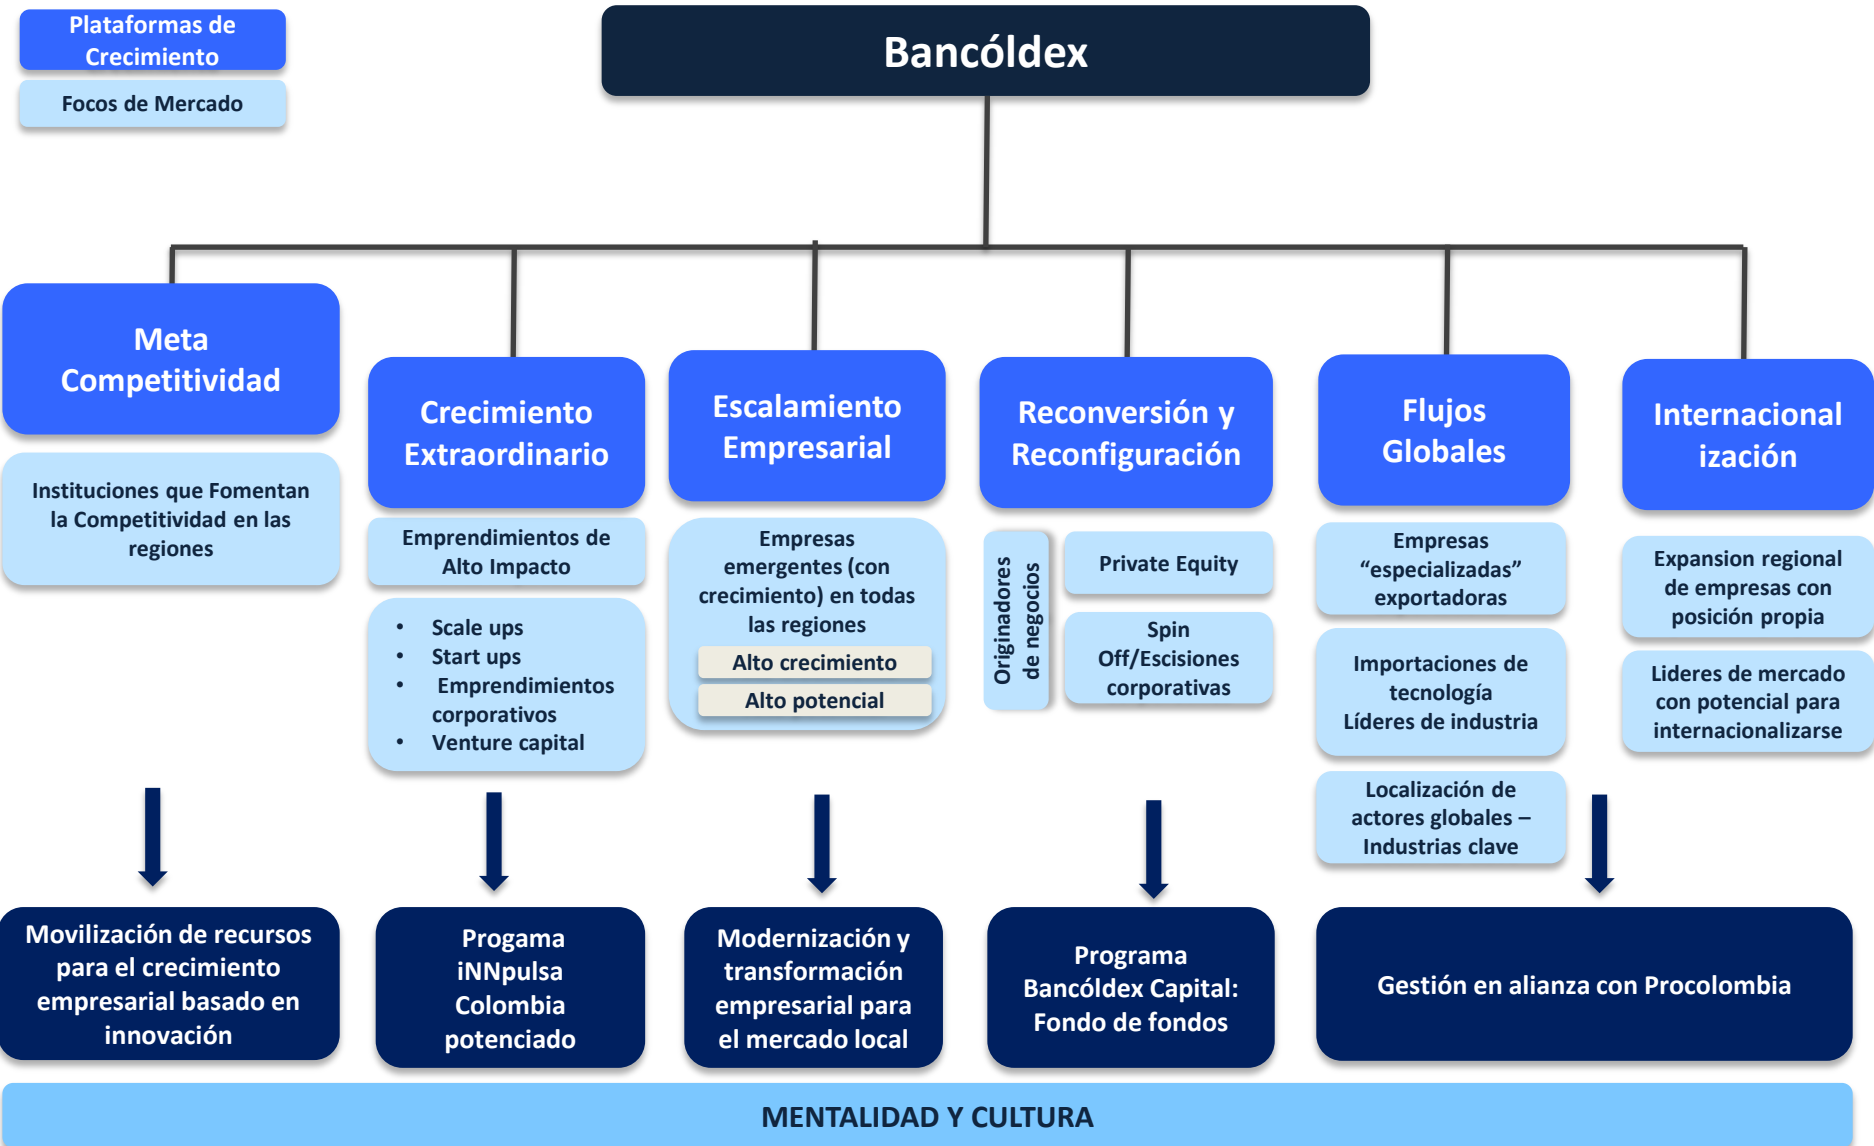 Plataformas de
Crecimiento
Focos de Mercado
Bancóldex
Meta
Competitividad
Instituciones que Fomentan
la Competitividad en las
regiones
Crecimiento
Extraordinario
Emprendimientos de
Alto Impacto
• Scale ups
• Start ups
• Emprendimientos
corporativos
• Venture capital
Escalamiento
Empresarial
Empresas
emergentes (con
crecimiento) en todas
las regiones
Alto crecimiento
Alto potencial
Reconversión y
Reconfiguración
Originadores
de negocios
Private Equity
Spin
Off/Escisiones
corporativas
Flujos
Globales
Empresas
“especializadas”
exportadoras
Importaciones de
tecnología
Líderes de industria
Localización de
actores globales –
Industrias clave
Internacional
ización
Expansion regional
de empresas con
posición propia
Lideres de mercado
con potencial para
internacionalizarse
Movilización de recursos
para el crecimiento
empresarial basado en
innovación
Progama
iNNpulsa
Colombia
potenciado
Modernización y
transformación
empresarial para
el mercado local
Programa
Bancóldex Capital:
Fondo de fondos
Gestión en alianza con Procolombia
MENTALIDAD Y CULTURA